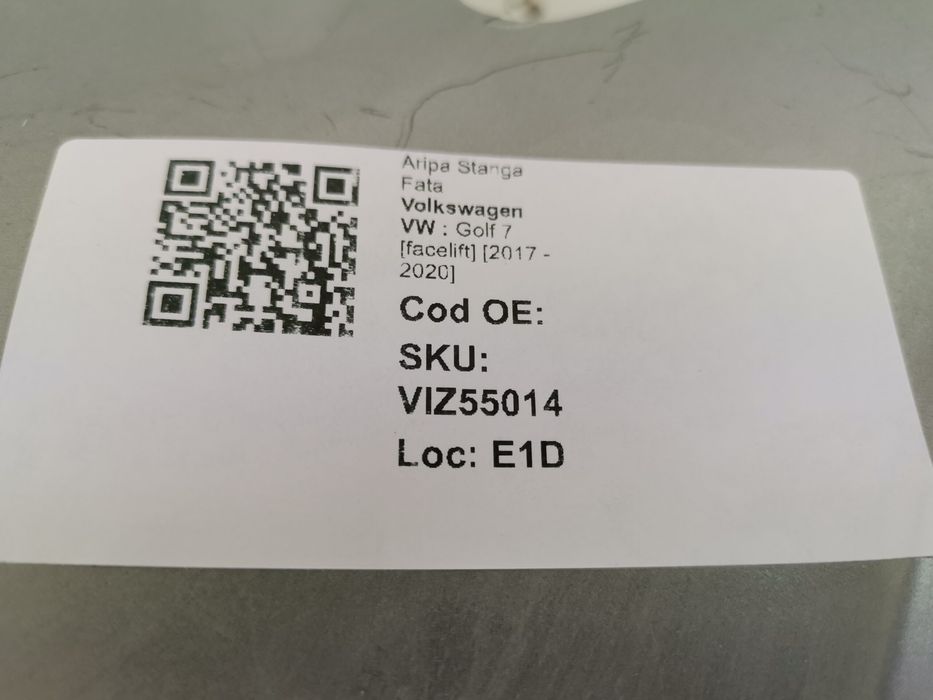 Aripa Stanga
Fata
Volkswagen
VW : Golf 7
[facelift] [2017 -
2020]
Cod OE:
SKU:
VIZ55014
Loc: E1D